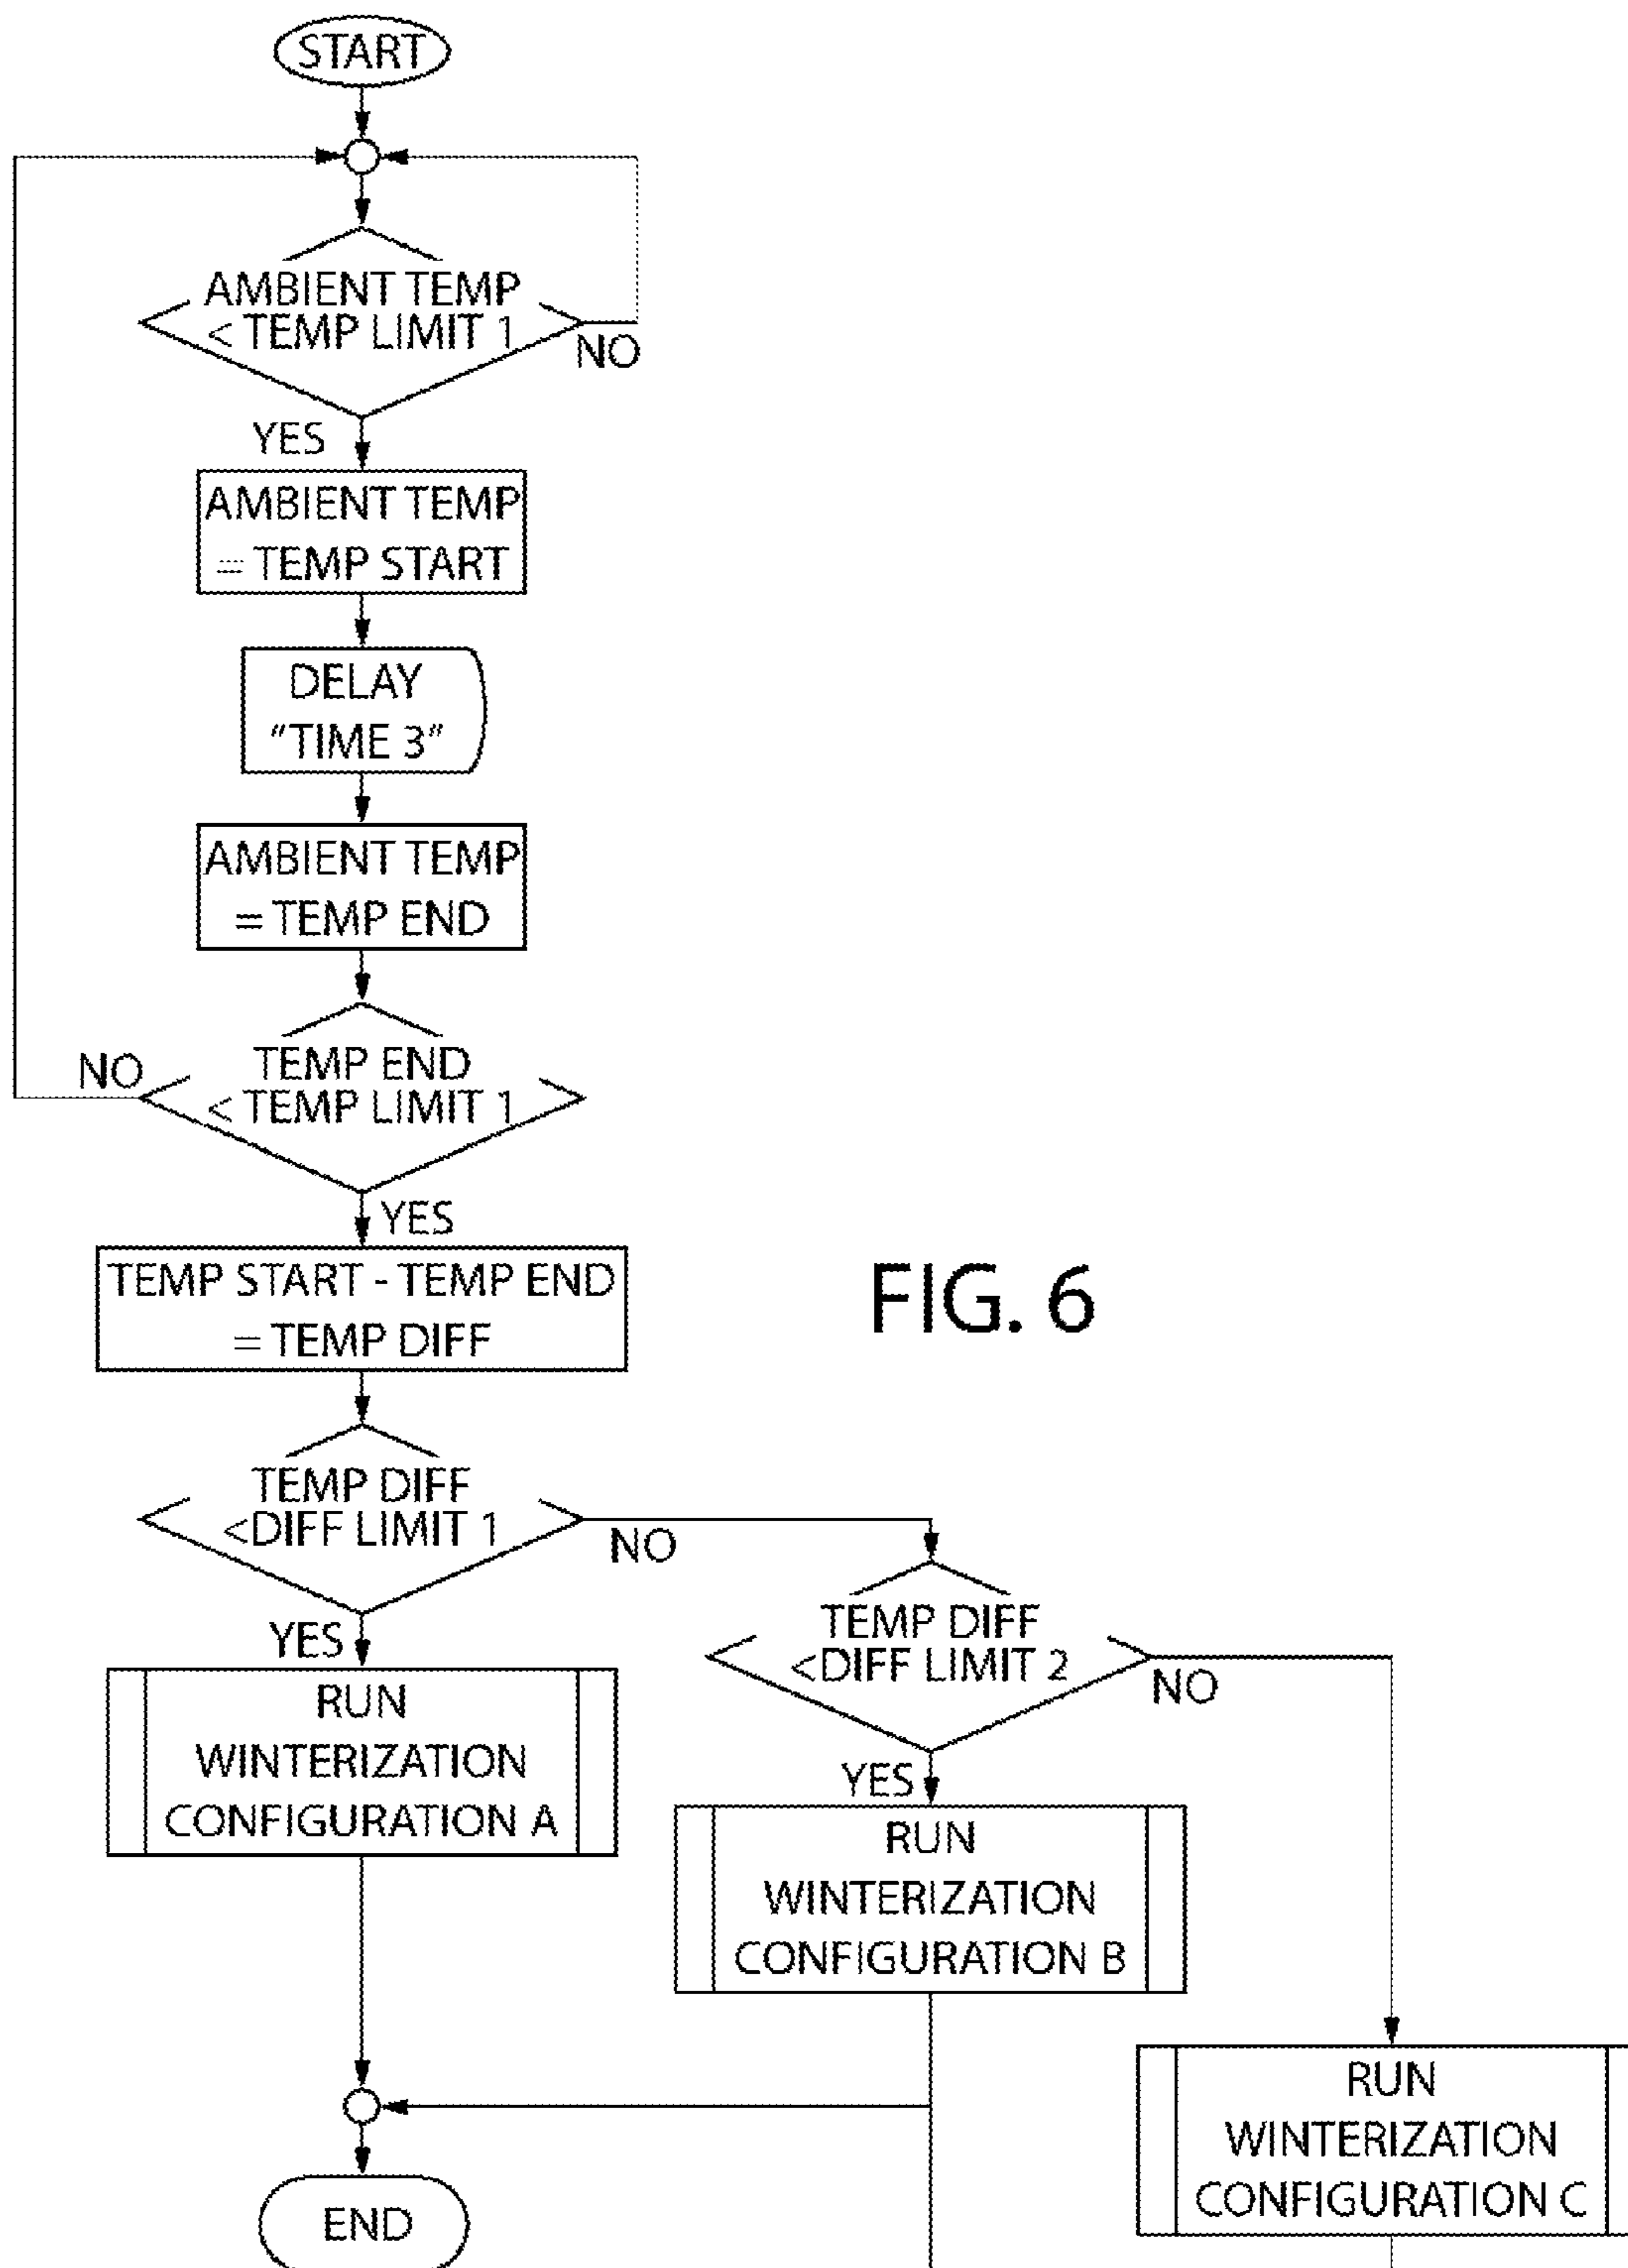 START
AMBIENT TEMP
< TEMP LIMIT 1
NO
YES
AMBIENT TEMP
= TEMP START
DELAY
"TIME 3"
AMBIENT TEMP
= TEMP END
TEMP END
< TEMP LIMIT 1
NO
YES
TEMP START - TEMP END
= TEMP DIFF
FIG. 6
TEMP DIFF
<DIFF LIMIT 1
NO
YES
TEMP DIFF
<DIFF LIMIT 2
NO
YES
RUN
WINTERIZATION
CONFIGURATION A
RUN
WINTERIZATION
CONFIGURATION B
RUN
WINTERIZATION
CONFIGURATION C
END